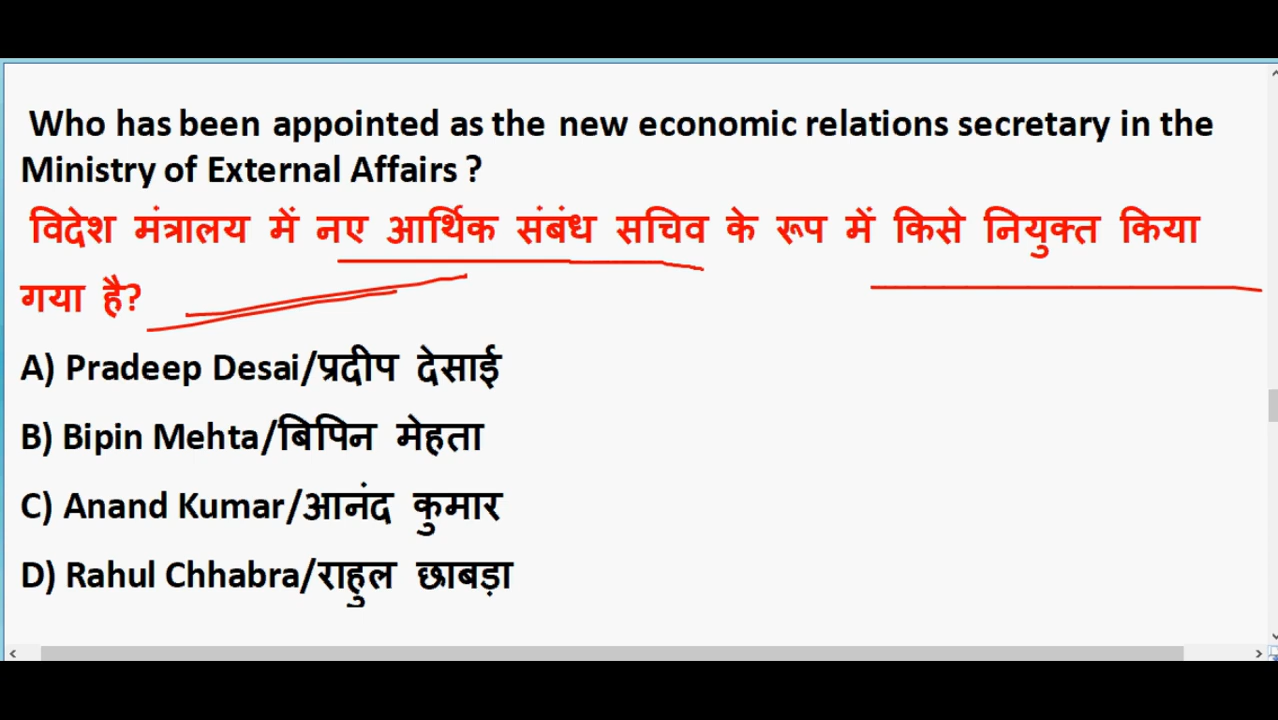 Who has been appointed as the new economic relations secretary in the
Ministry of External Affairs ?
विदेश मंत्रालय में नए आर्थिक संबंध सचिव के रूप में किसे नियुक्त किया
गया है?
A) Pradeep Desai/प्रदीप देसाई
B) Bipin Mehta/बिपिन मेहता
C) Anand Kumar/आनंद कुमार
D) Rahul Chhabra/राहुल छाबड़ा